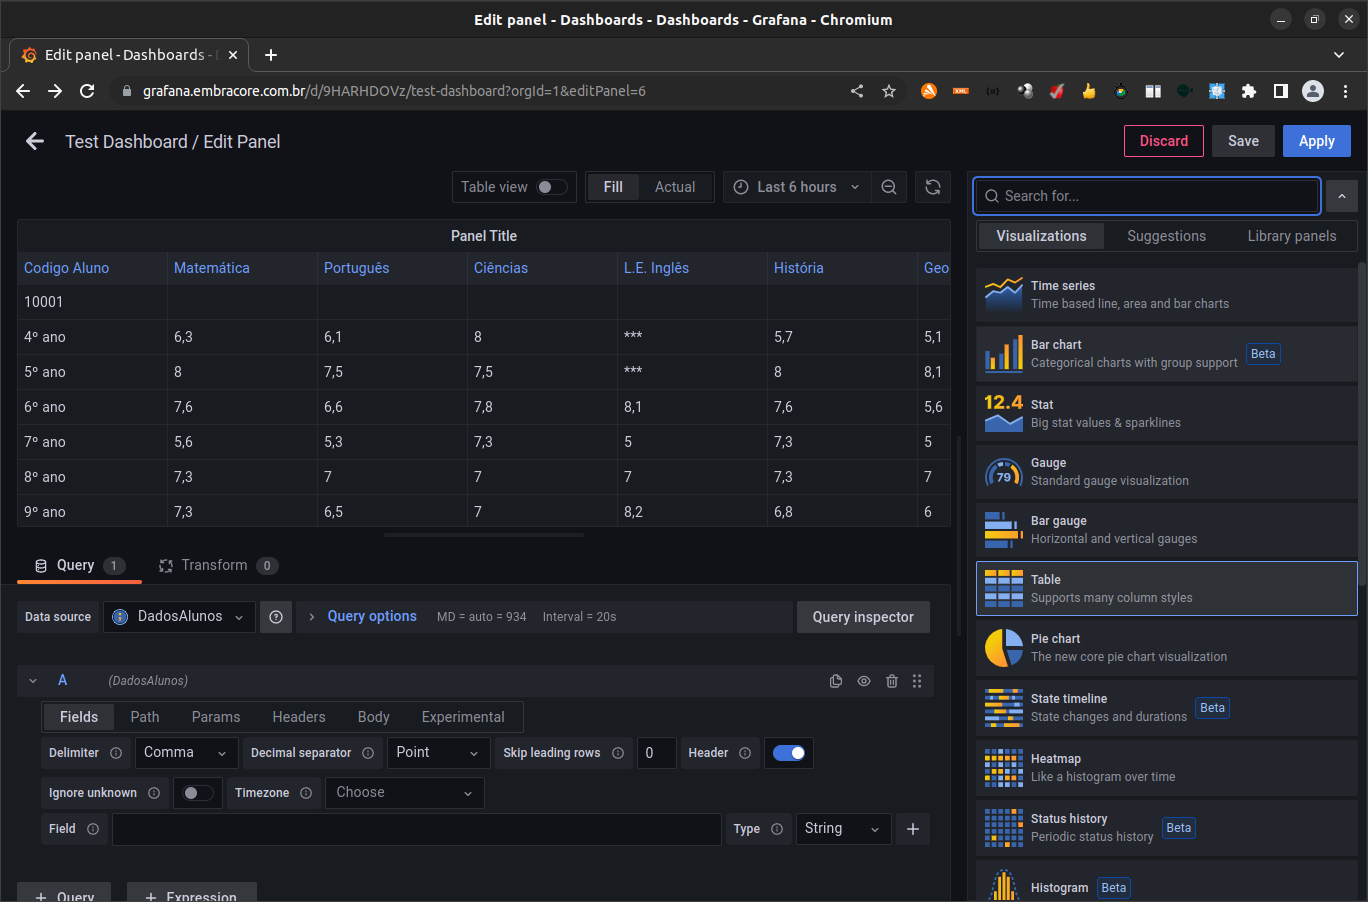 Edit panel - Dashboards - Dashboards - Grafana - Chromium
Edit panel - Dashboards -
grafana.embracore.com.br/d/9HARHDOVz/test-dashboard?orgId=1&editPanel=6
XML
Test Dashboard / Edit Panel
Discard
Save
Apply
Table view
Fill
Actual
Last 6 hours
Search for...
Visualizations
Suggestions
Library panels
Panel Title
Codigo Aluno Matemática Português Ciências L.E. Inglês História Geo
10001
4º ano 6,3 6,1 8 *** 5,7 5,1
5º ano 8 7,5 7,5 *** 8 8,1
6º ano 7,6 6,6 7,8 8,1 7,6 5,6
7º ano 5,6 5,3 7,3 5 7,3 5
8º ano 7,3 7 7 7 7,3 7
9º ano 7,3 6,5 7 8,2 6,8 6
Query 1
Transform 0
Data source
DadosAlunos
Query options MD = auto = 934 Interval = 20s
Query inspector
A (DadosAlunos)
Fields Path Params Headers Body Experimental
Delimiter Comma Decimal separator Point Skip leading rows 0 Header
Ignore unknown Timezone Choose
Field Type String +
+ Query + Expression
Time series
Time based line, area and bar charts
Bar chart
Categorical charts with group support
Beta
12.4
Stat
Big stat values & sparklines
79
Gauge
Standard gauge visualization
Bar gauge
Horizontal and vertical gauges
Table
Supports many column styles
Pie chart
The new core pie chart visualization
State timeline
State changes and durations
Beta
Heatmap
Like a histogram over time
Status history
Periodic status history
Beta
Histogram
Beta